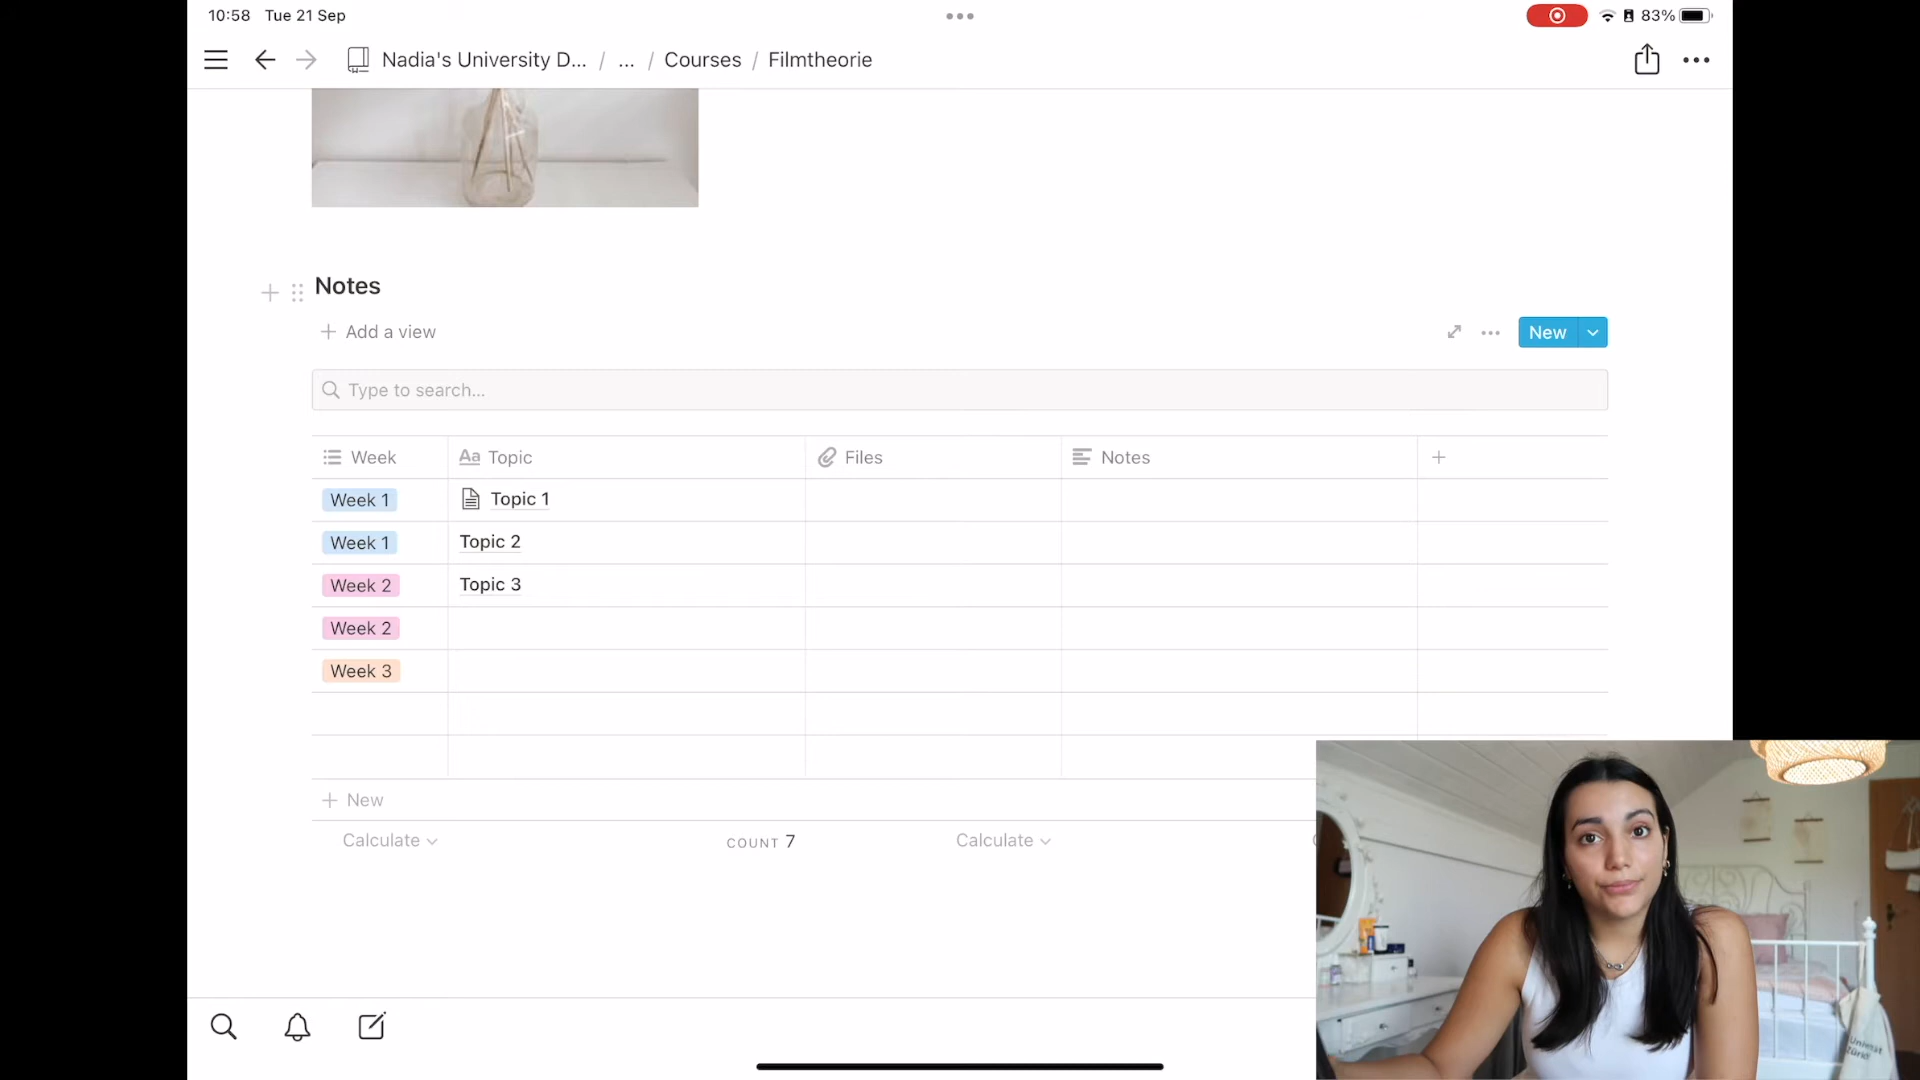 10:58 Tue 21 Sep
83%
Nadia's University D... / ... / Courses / Filmtheorie
Notes
Add a view
New
Type to search...
Week Topic Files Notes
Week 1 Topic 1
Week 1 Topic 2
Week 2 Topic 3
Week 2
Week 3
New
Calculate COUNT 7 Calculate
Universität
Zürich